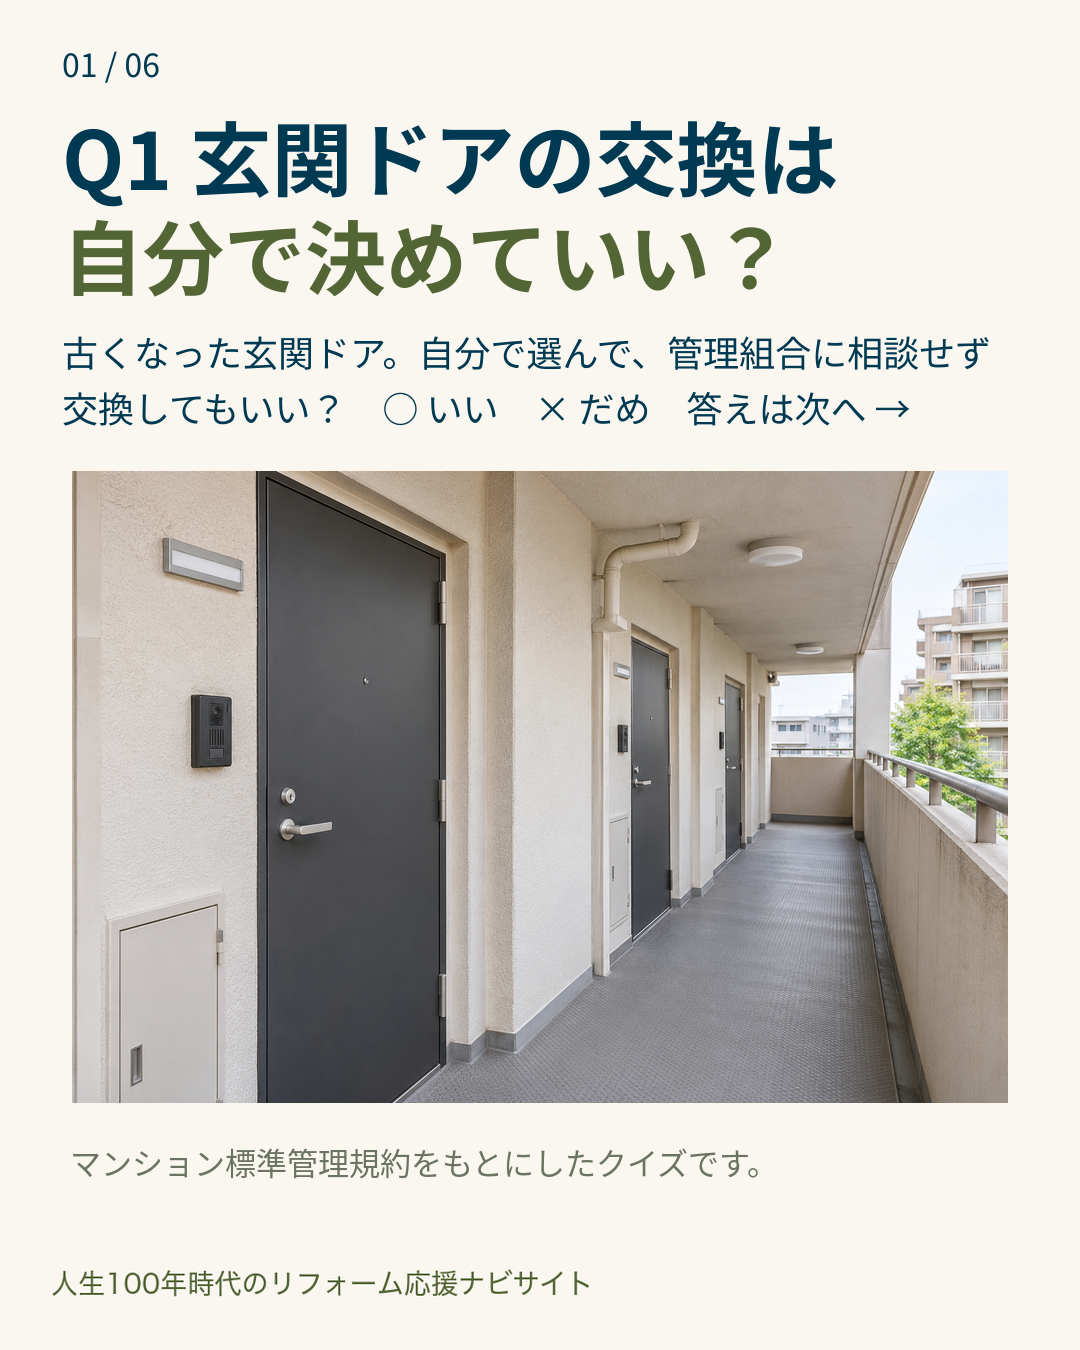 01 / 06
Q1 玄関ドアの交換は
自分で決めていい？
古くなった玄関ドア。自分で選んで、管理組合に相談せず
交換してもいい？　○ いい　× だめ　答えは次へ →
マンション標準管理規約をもとにしたクイズです。
人生100年時代のリフォーム応援ナビサイト